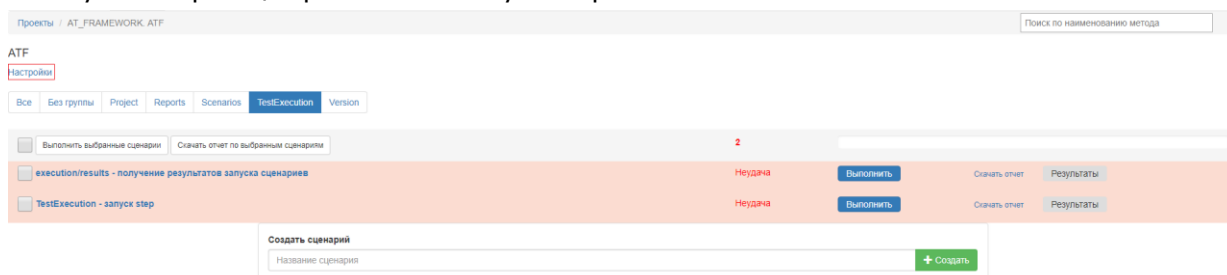 Проекты / AT_FRAMEWORK. ATF
Поиск по наименованию метода
ATF
Настройки
Все Без группы Project Reports Scenarios TestExecution Version
Выполнить выбранные сценарии Скачать отчет по выбранным сценариям 2
execution/results - получение результатов запуска сценариев Неудача Выполнить Скачать отчет Результаты
TestExecution - запуск step Неудача Выполнить Скачать отчет Результаты
Создать сценарий
Название сценария + Создать